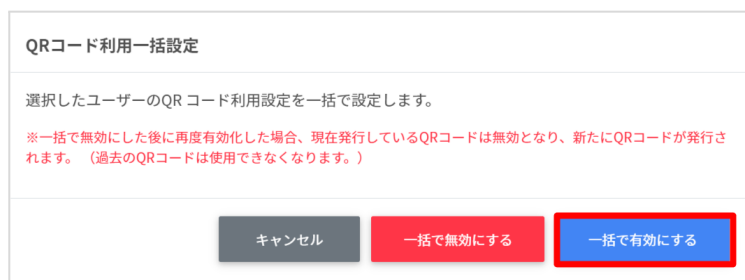 QRコード利用一括設定
選択したユーザーのQR コード利用設定を一括で設定します。
※一括で無効にした後に再度有効化した場合、現在発行しているQRコードは無効となり、新たにQRコードが発行さ
れます。（過去のQRコードは使用できなくなります。）
キャンセル
一括で無効にする
一括で有効にする